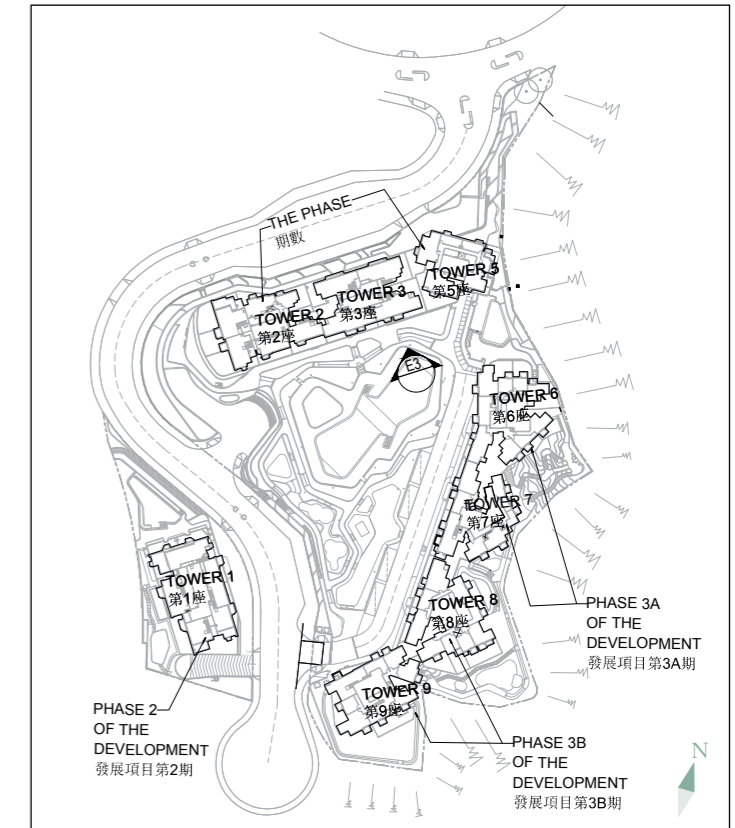 THE PHASE
期數
TOWER 5
第5座
TOWER 3
第3座
TOWER 2
第2座
E3
TOWER 6
第6座
TOWER 7
第7座
TOWER 1
第1座
TOWER 8
第8座
PHASE 3A
OF THE
DEVELOPMENT
發展項目第3A期
TOWER 9
第9座
PHASE 2
OF THE
DEVELOPMENT
發展項目第2期
PHASE 3B
OF THE
DEVELOPMENT
發展項目第3B期
N